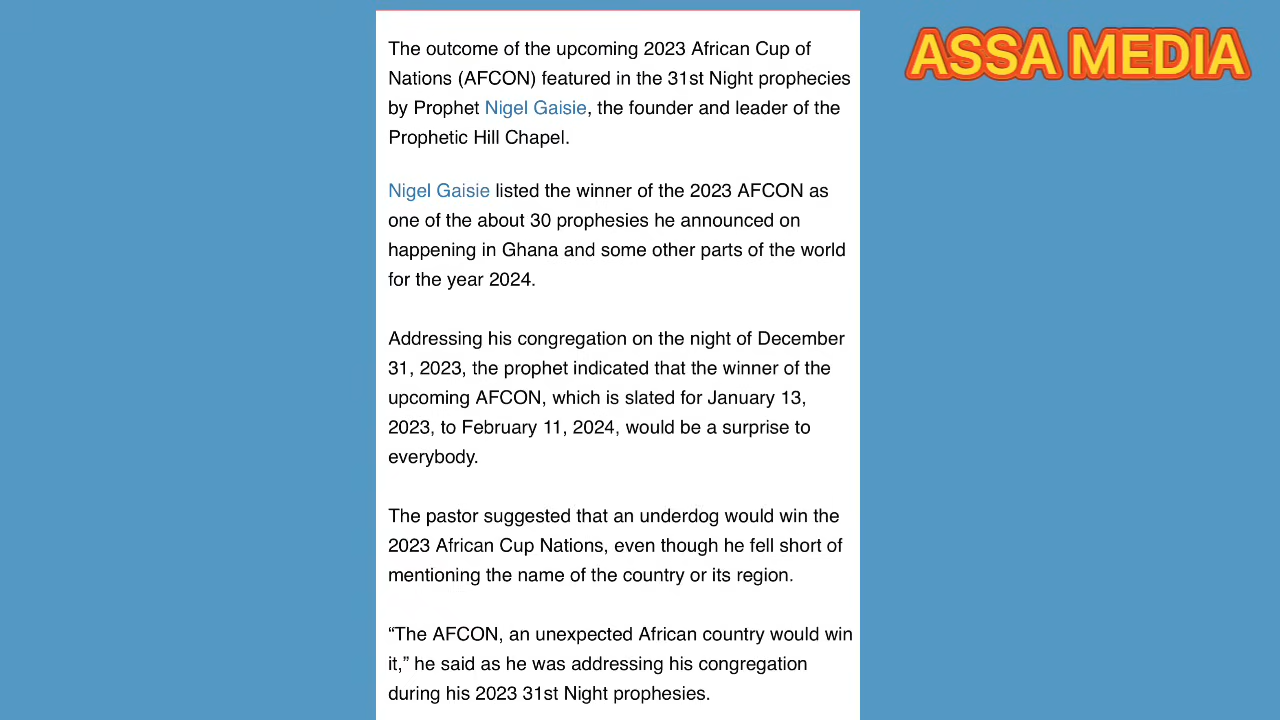 The outcome of the upcoming 2023 African Cup of
Nations (AFCON) featured in the 31st Night prophecies
by Prophet Nigel Gaisie, the founder and leader of the
Prophetic Hill Chapel.
Nigel Gaisie listed the winner of the 2023 AFCON as
one of the about 30 prophesies he announced on
happening in Ghana and some other parts of the world
for the year 2024.
Addressing his congregation on the night of December
31, 2023, the prophet indicated that the winner of the
upcoming AFCON, which is slated for January 13,
2023, to February 11, 2024, would be a surprise to
everybody.
The pastor suggested that an underdog would win the
2023 African Cup Nations, even though he fell short of
mentioning the name of the country or its region.
“The AFCON, an unexpected African country would win
it,” he said as he was addressing his congregation
during his 2023 31st Night prophesies.
ASSA MEDIA